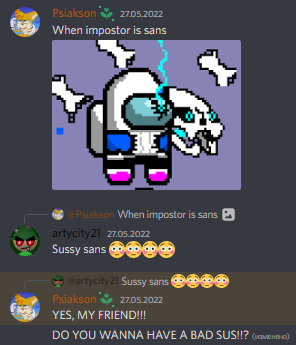 Psiakson 27.05.2022
When impostor is sans
@Psiakson When impostor is sans
artycity21 27.05.2022
Sussy sans 😳😳😳😳
@artycity21 Sussy sans 😳😳😳😳
Psiakson 27.05.2022
YES, MY FRIEND!!!
DO YOU WANNA HAVE A BAD SUS!!? (изменено)